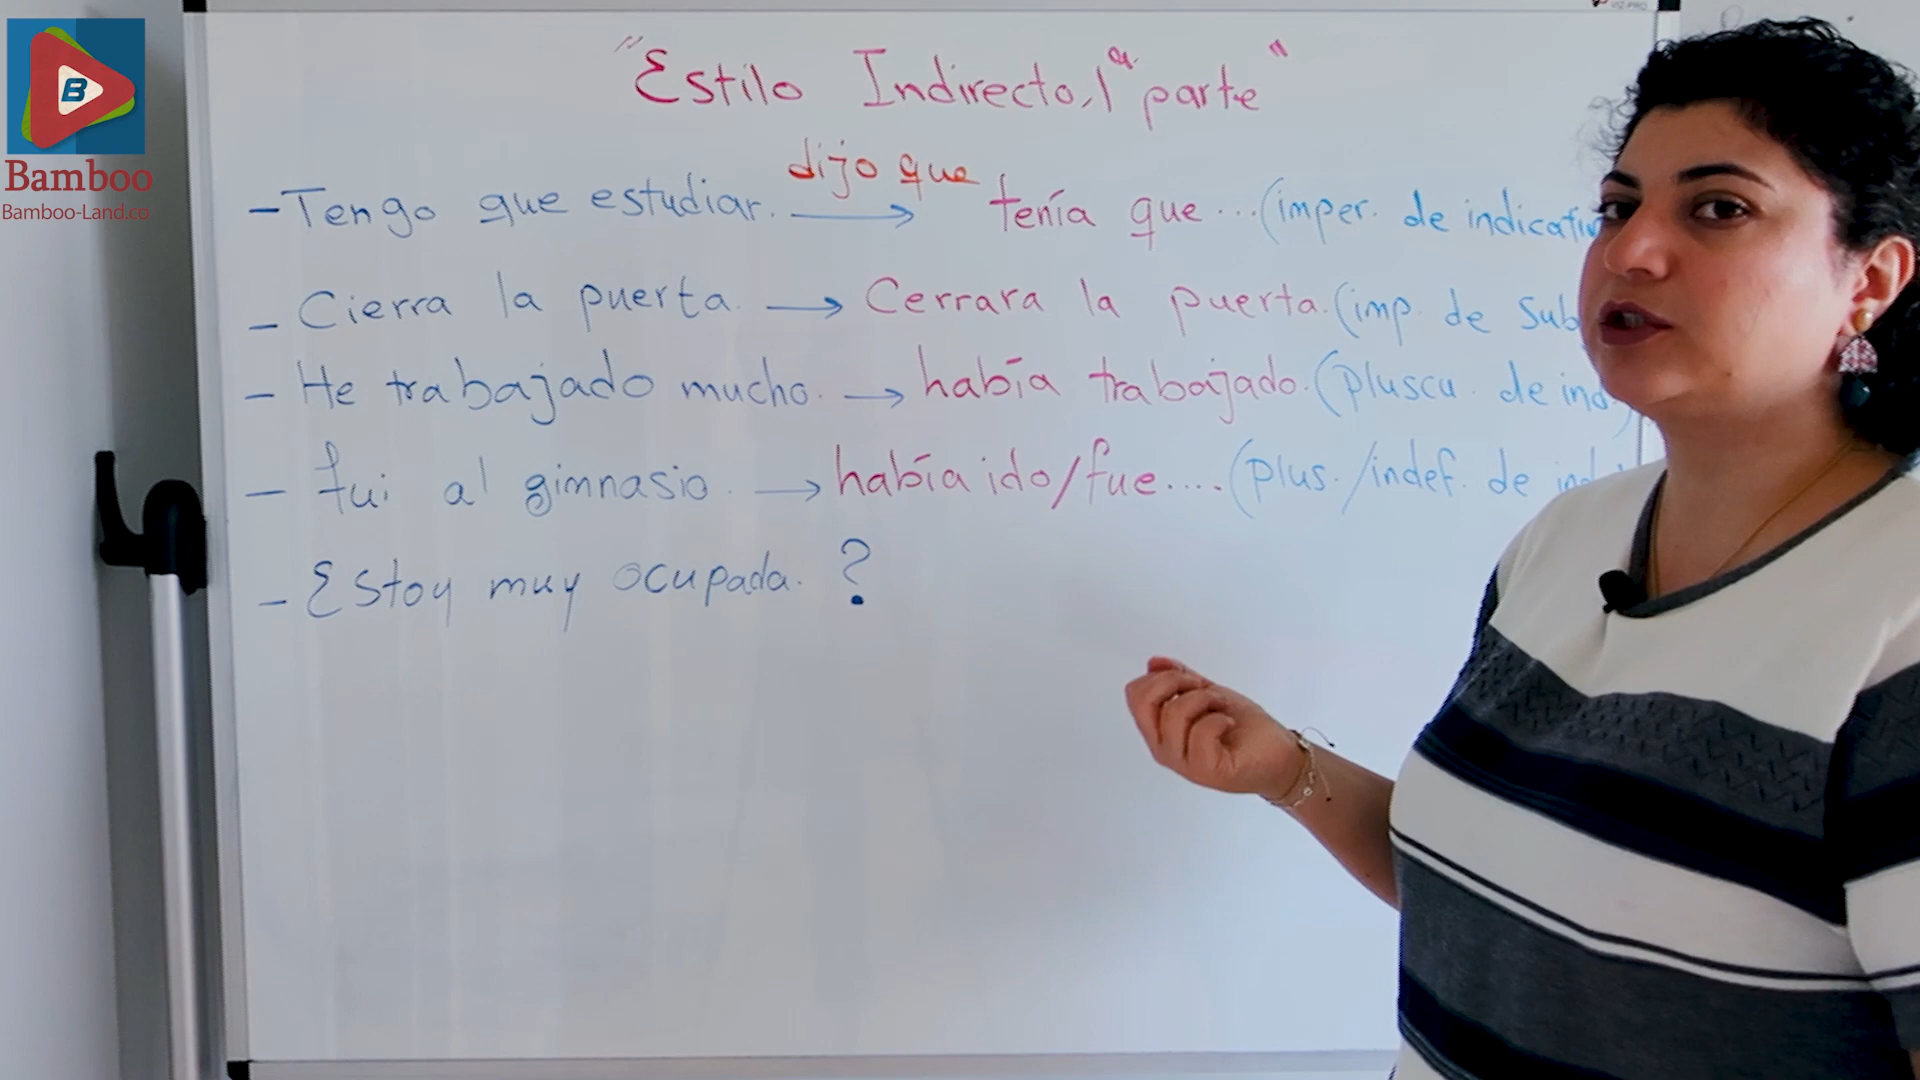 "Estilo Indirecto, 1ª parte"
dijo que
- Tengo que estudiar. → tenía que ... (imper. de indicativ
- Cierra la puerta. → Cerrara la puerta. (imp. de Sub
- He trabajado mucho. → había trabajado. (pluscu. de ind.)
- fui al gimnasio. → había ido/fue.... (plus./indef. de ind.
- Estoy muy ocupada. ?
B
Bamboo
Bamboo-Land.co